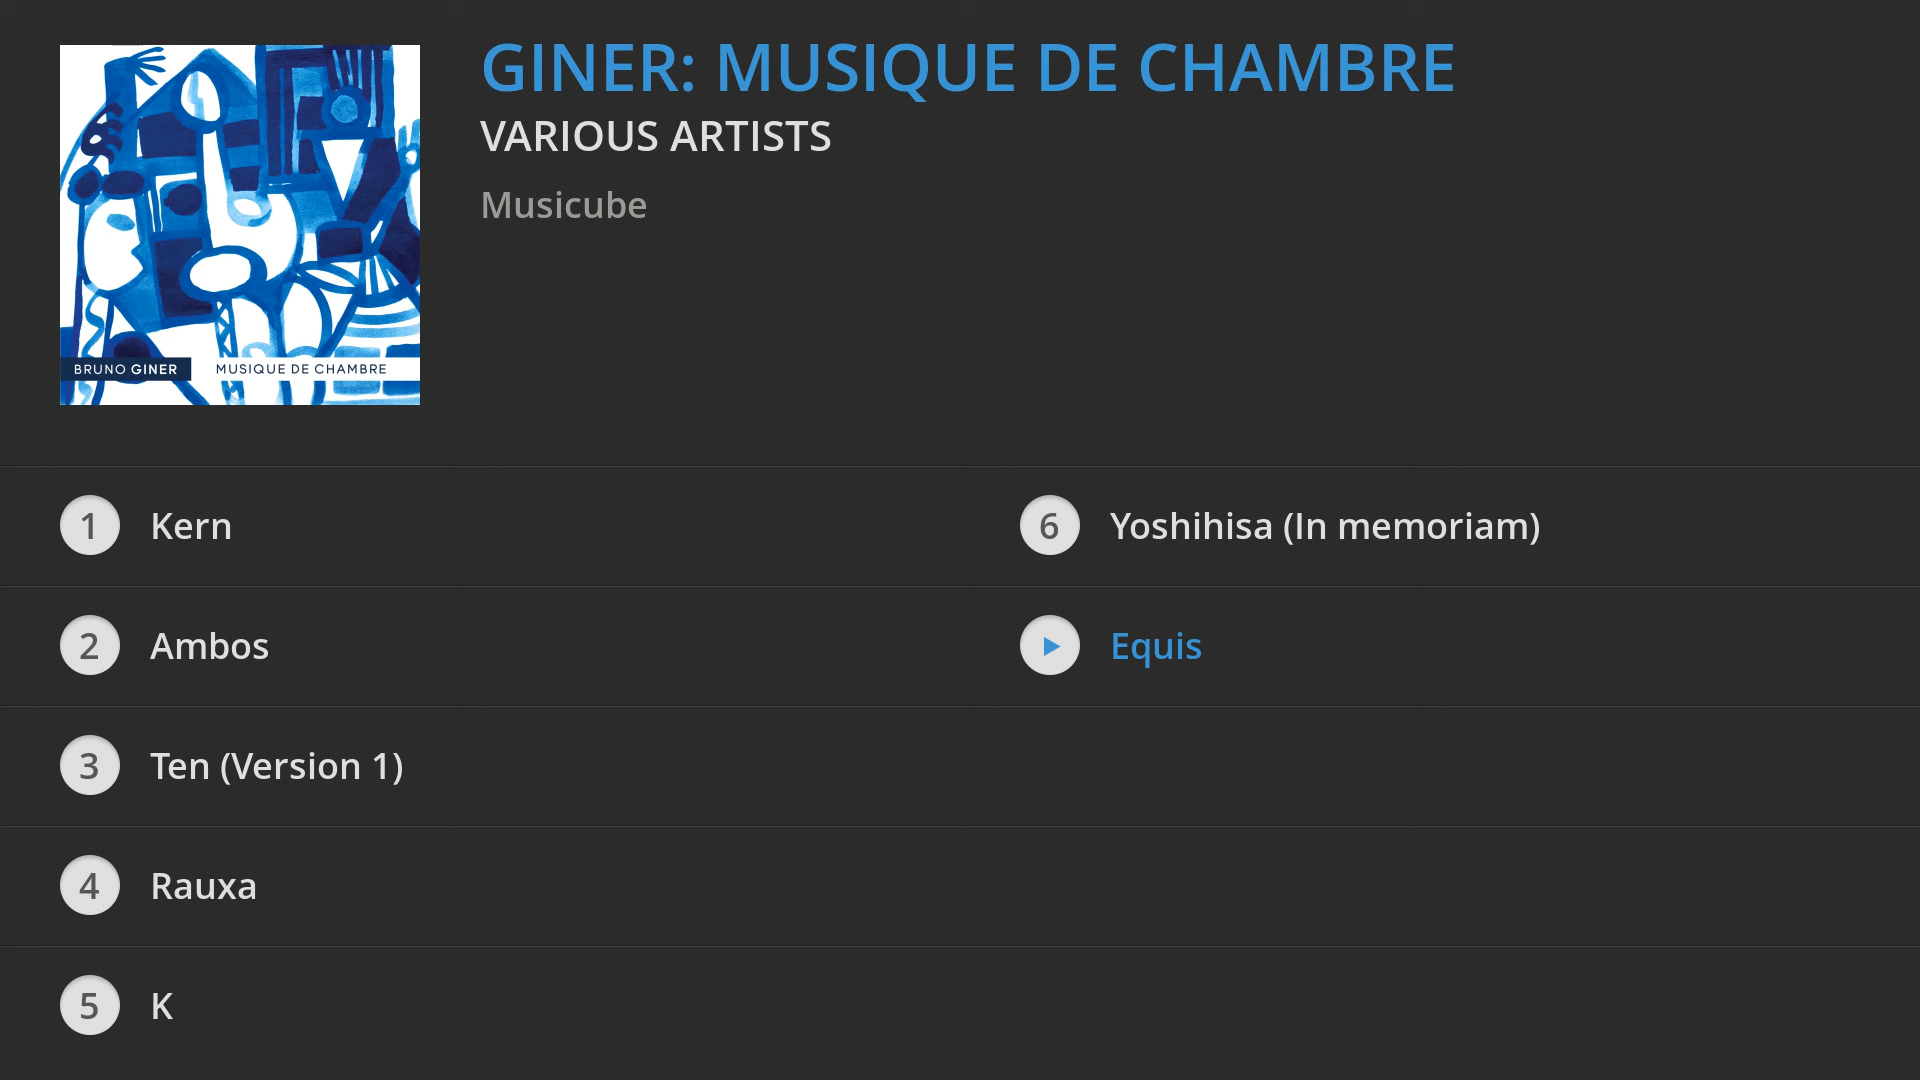 GINER: MUSIQUE DE CHAMBRE
VARIOUS ARTISTS
Musicube
BRUNO GINER
MUSIQUE DE CHAMBRE
1 Kern
2 Ambos
3 Ten (Version 1)
4 Rauxa
5 K
6 Yoshihisa (In memoriam)
Equis